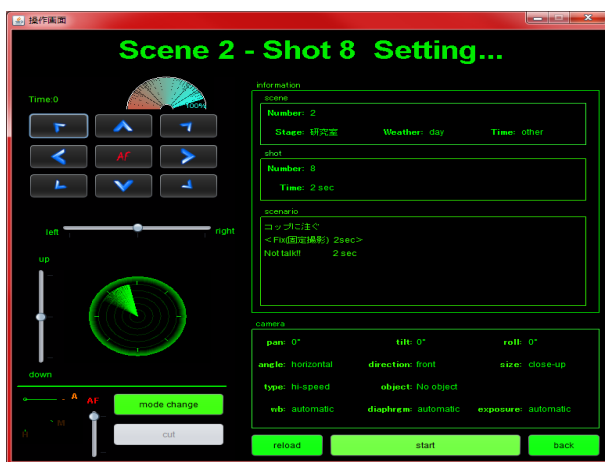 操作画面
Scene 2 - Shot 8 Setting...
Time:0
100%
AF
left
right
up
down
A
AF
M
mode change
cut
information
scene
Number: 2
Stage: 研究室 Weather: day Time: other
shot
Number: 8
Time: 2 sec
scenario
コップに注ぐ
<Fix(固定撮影) 2sec>
Not talk!! 2 sec
camera
pan: 0° tilt: 0° roll: 0°
angle: horizontal direction: front size: close-up
type: hi-speed object: No object
wb: automatic diaphrgm: automatic exposure: automatic
reload start back